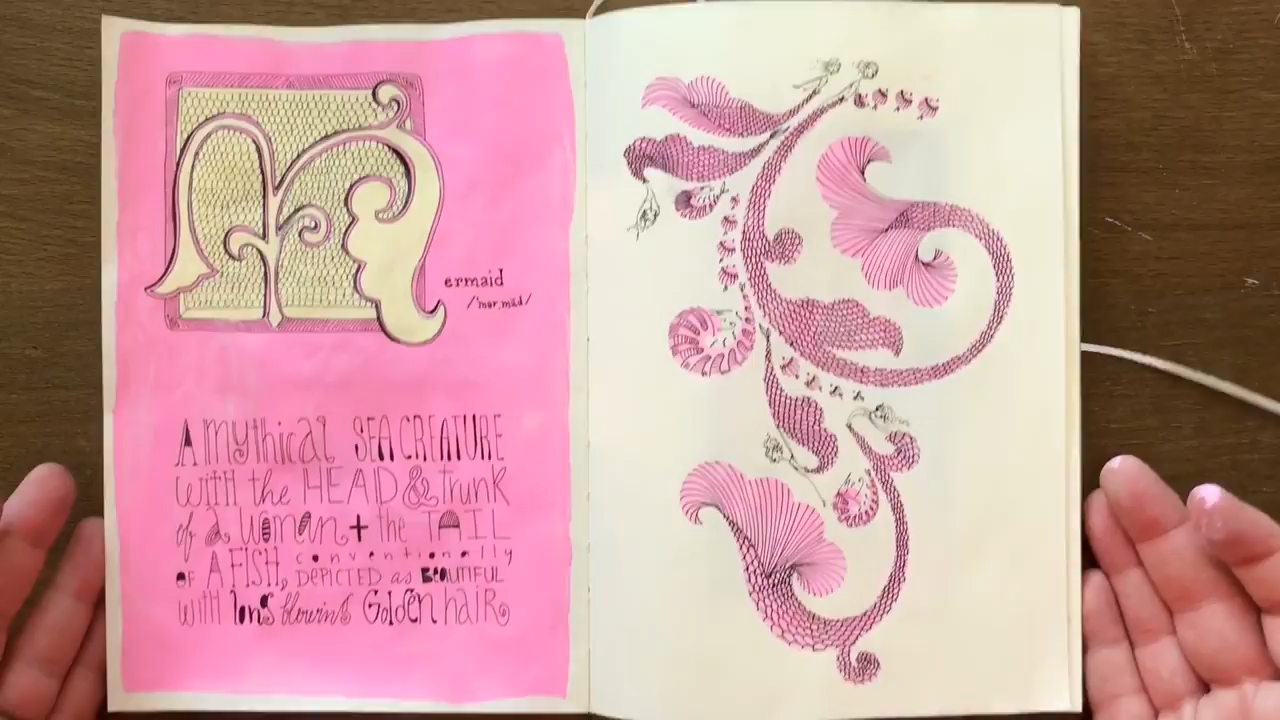 M
ermaid
/'mər,mād/
A mythical SEA CREATURE
with the HEAD & trunk
of a Woman + the TAIL
OF A FISH, conventionally
DEPICTED as BEAUTIFUL
with long flowing Golden haiR